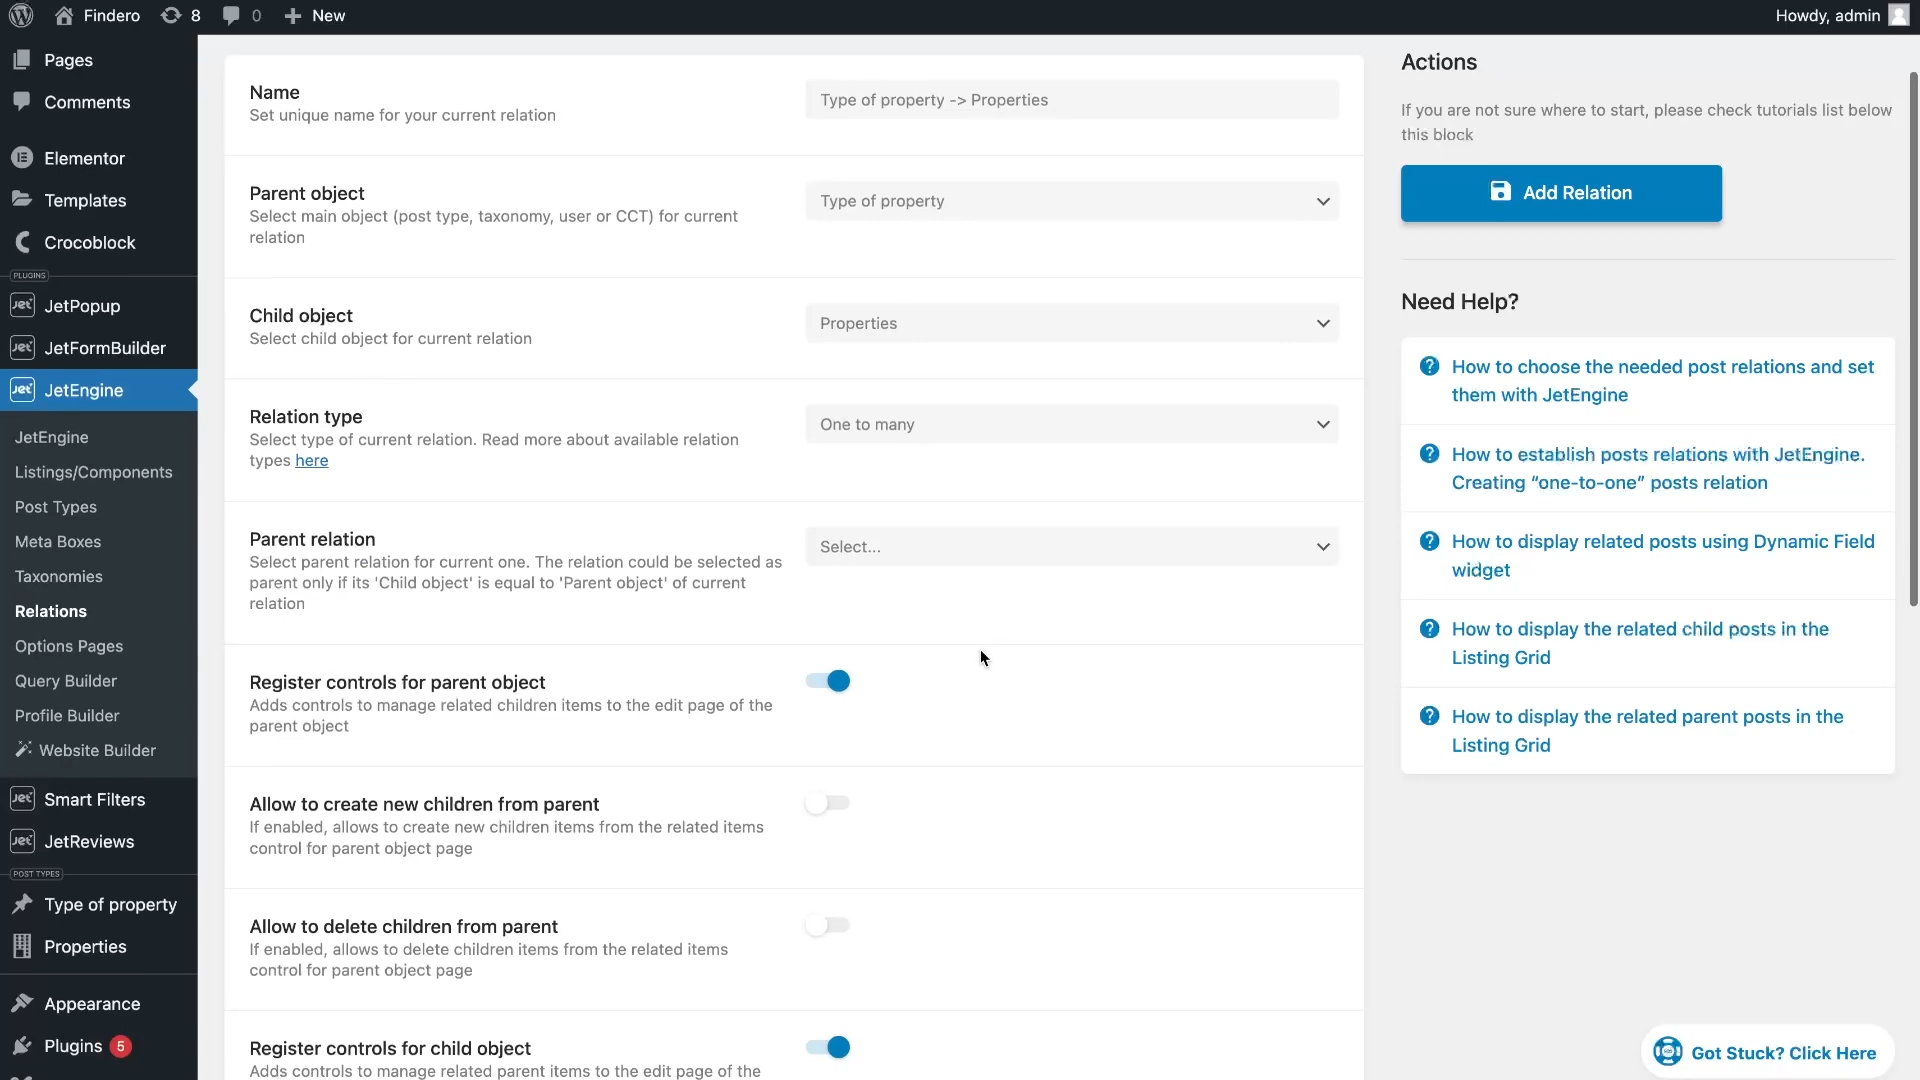 Findero
8
0
New
Howdy, admin
Pages
Comments
Elementor
Templates
Crocoblock
PLUGINS
Jet JetPopup
Jet JetFormBuilder
Jet JetEngine
JetEngine
Listings/Components
Post Types
Meta Boxes
Taxonomies
Relations
Options Pages
Query Builder
Profile Builder
Website Builder
Jet Smart Filters
Jet JetReviews
POST TYPES
Type of property
Properties
Appearance
Plugins 5
Name
Set unique name for your current relation
Type of property -> Properties
Parent object
Select main object (post type, taxonomy, user or CCT) for current
relation
Type of property
Child object
Select child object for current relation
Properties
Relation type
Select type of current relation. Read more about available relation
types here
One to many
Parent relation
Select parent relation for current one. The relation could be selected as
parent only if its 'Child object' is equal to 'Parent object' of current
relation
Select...
Register controls for parent object
Adds controls to manage related children items to the edit page of the
parent object
Allow to create new children from parent
If enabled, allows to create new children items from the related items
control for parent object page
Allow to delete children from parent
If enabled, allows to delete children items from the related items
control for parent object page
Register controls for child object
Adds controls to manage related parent items to the edit page of the
Actions
If you are not sure where to start, please check tutorials list below
this block
Add Relation
Need Help?
? How to choose the needed post relations and set
them with JetEngine
? How to establish posts relations with JetEngine.
Creating “one-to-one” posts relation
? How to display related posts using Dynamic Field
widget
? How to display the related child posts in the
Listing Grid
? How to display the related parent posts in the
Listing Grid
Got Stuck? Click Here